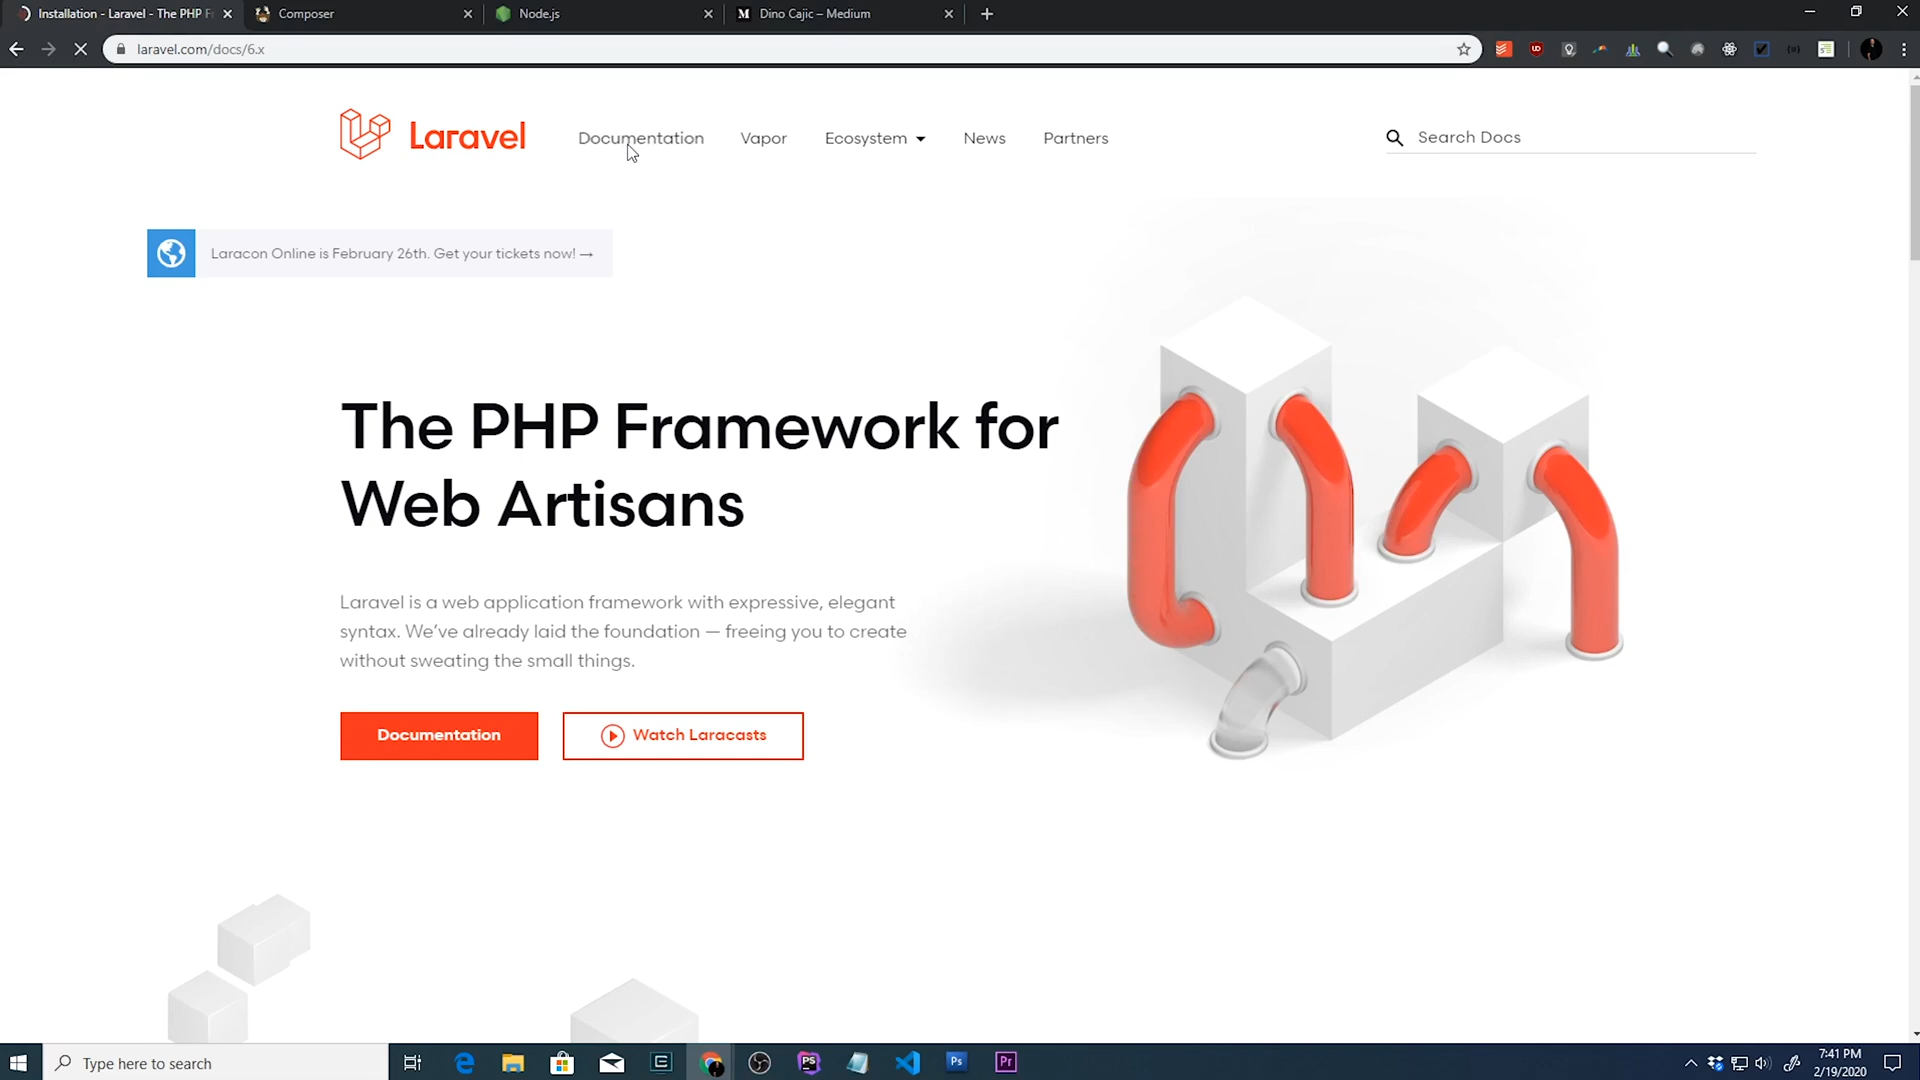 Installation - Laravel - The PHP F
Composer
Node.js
M Dino Cajic – Medium
laravel.com/docs/6.x
Laravel
Documentation
Vapor
Ecosystem
News
Partners
Search Docs
Laracon Online is February 26th. Get your tickets now! →
The PHP Framework for
Web Artisans
Laravel is a web application framework with expressive, elegant
syntax. We've already laid the foundation — freeing you to create
without sweating the small things.
Documentation
Watch Laracasts
Type here to search
PS
Ps
Pr
7:41 PM
2/19/2020